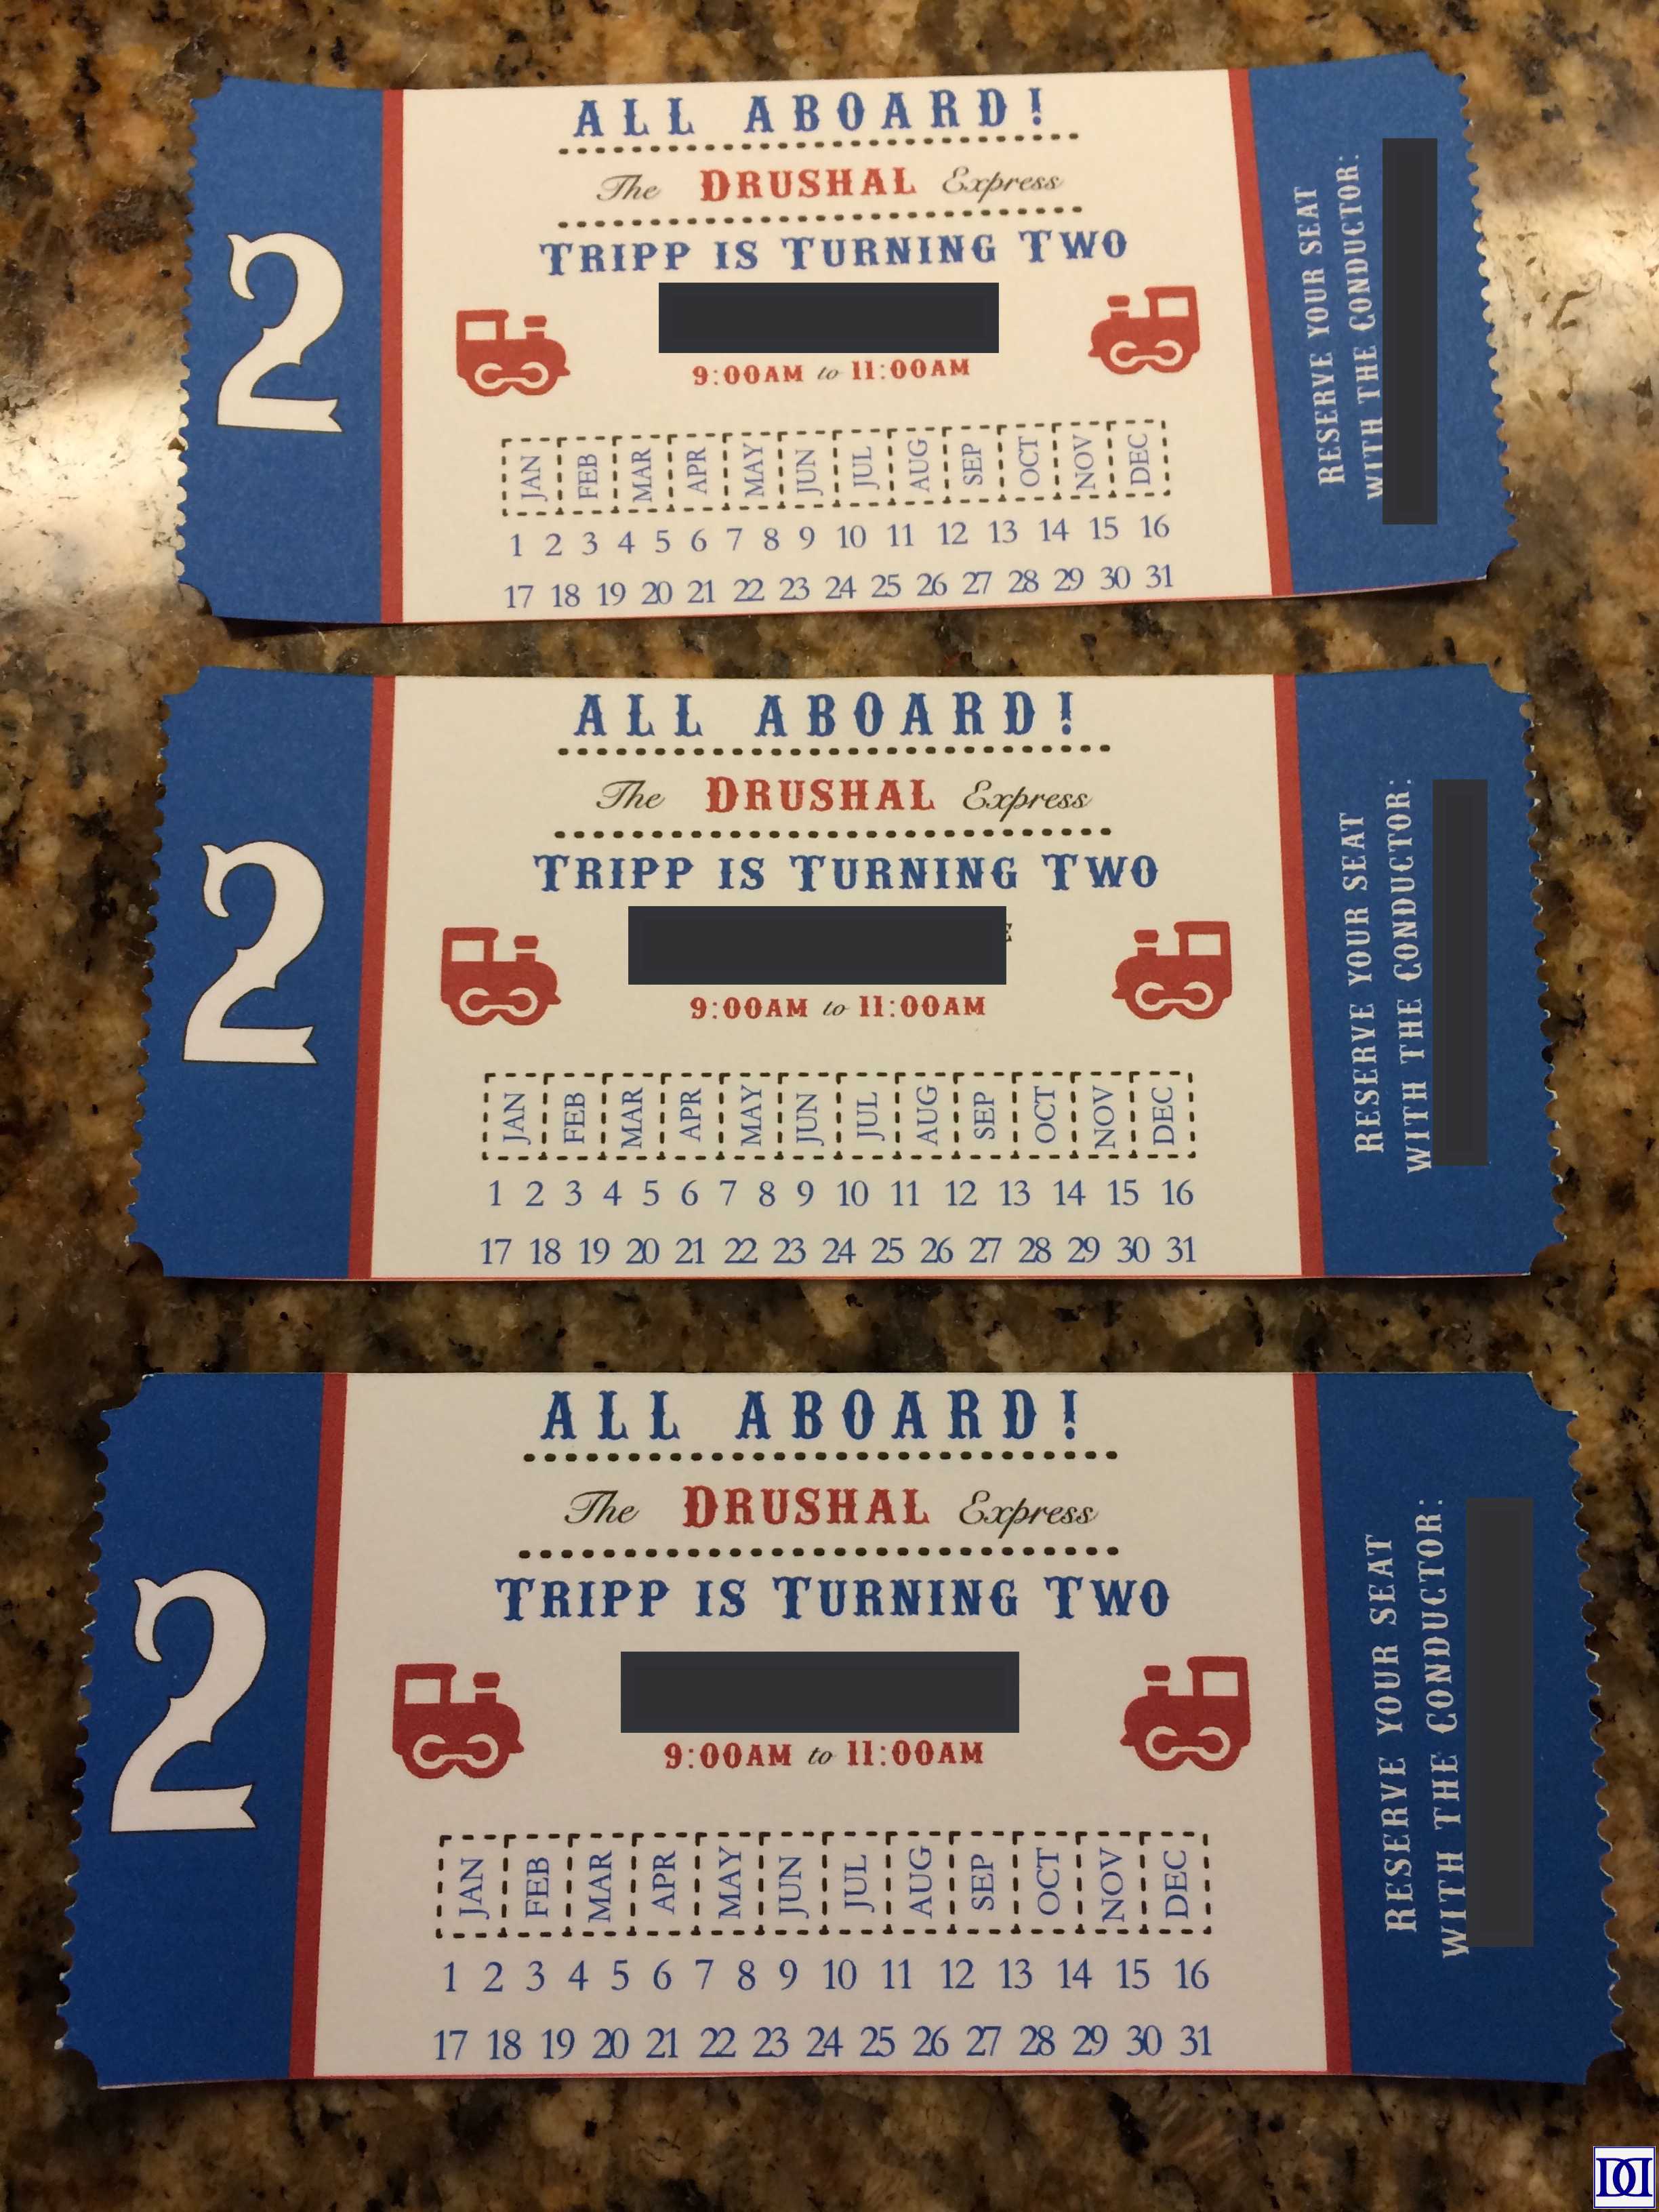 2
ALL ABOARD!
The DRUSHAL Express
TRIPP IS TURNING TWO
9:00AM to 11:00AM
JAN FEB MAR APR MAY JUN JUL AUG SEP OCT NOV DEC
1 2 3 4 5 6 7 8 9 10 11 12 13 14 15 16
17 18 19 20 21 22 23 24 25 26 27 28 29 30 31
RESERVE YOUR SEAT
WITH THE CONDUCTOR:
2
ALL ABOARD!
The DRUSHAL Express
TRIPP IS TURNING TWO
9:00AM to 11:00AM
JAN FEB MAR APR MAY JUN JUL AUG SEP OCT NOV DEC
1 2 3 4 5 6 7 8 9 10 11 12 13 14 15 16
17 18 19 20 21 22 23 24 25 26 27 28 29 30 31
RESERVE YOUR SEAT
WITH THE CONDUCTOR:
2
ALL ABOARD!
The DRUSHAL Express
TRIPP IS TURNING TWO
9:00AM to 11:00AM
JAN FEB MAR APR MAY JUN JUL AUG SEP OCT NOV DEC
1 2 3 4 5 6 7 8 9 10 11 12 13 14 15 16
17 18 19 20 21 22 23 24 25 26 27 28 29 30 31
RESERVE YOUR SEAT
WITH THE CONDUCTOR: